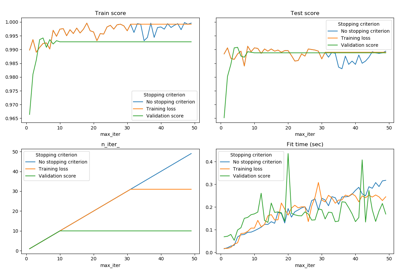 Train score
1.000
0.995
0.990
0.985
0.980
0.975
0.970
0.965
Stopping criterion
No stopping criterion
Training loss
Validation score
0
10
20
30
40
50
max_iter
Test score
Stopping criterion
No stopping criterion
Training loss
Validation score
0
10
20
30
40
50
max_iter
n_iter_
50
40
30
20
10
0
Stopping criterion
No stopping criterion
Training loss
Validation score
0
10
20
30
40
50
max_iter
Fit time (sec)
0.4
0.3
0.2
0.1
0.0
Stopping criterion
No stopping criterion
Training loss
Validation score
0
10
20
30
40
50
max_iter